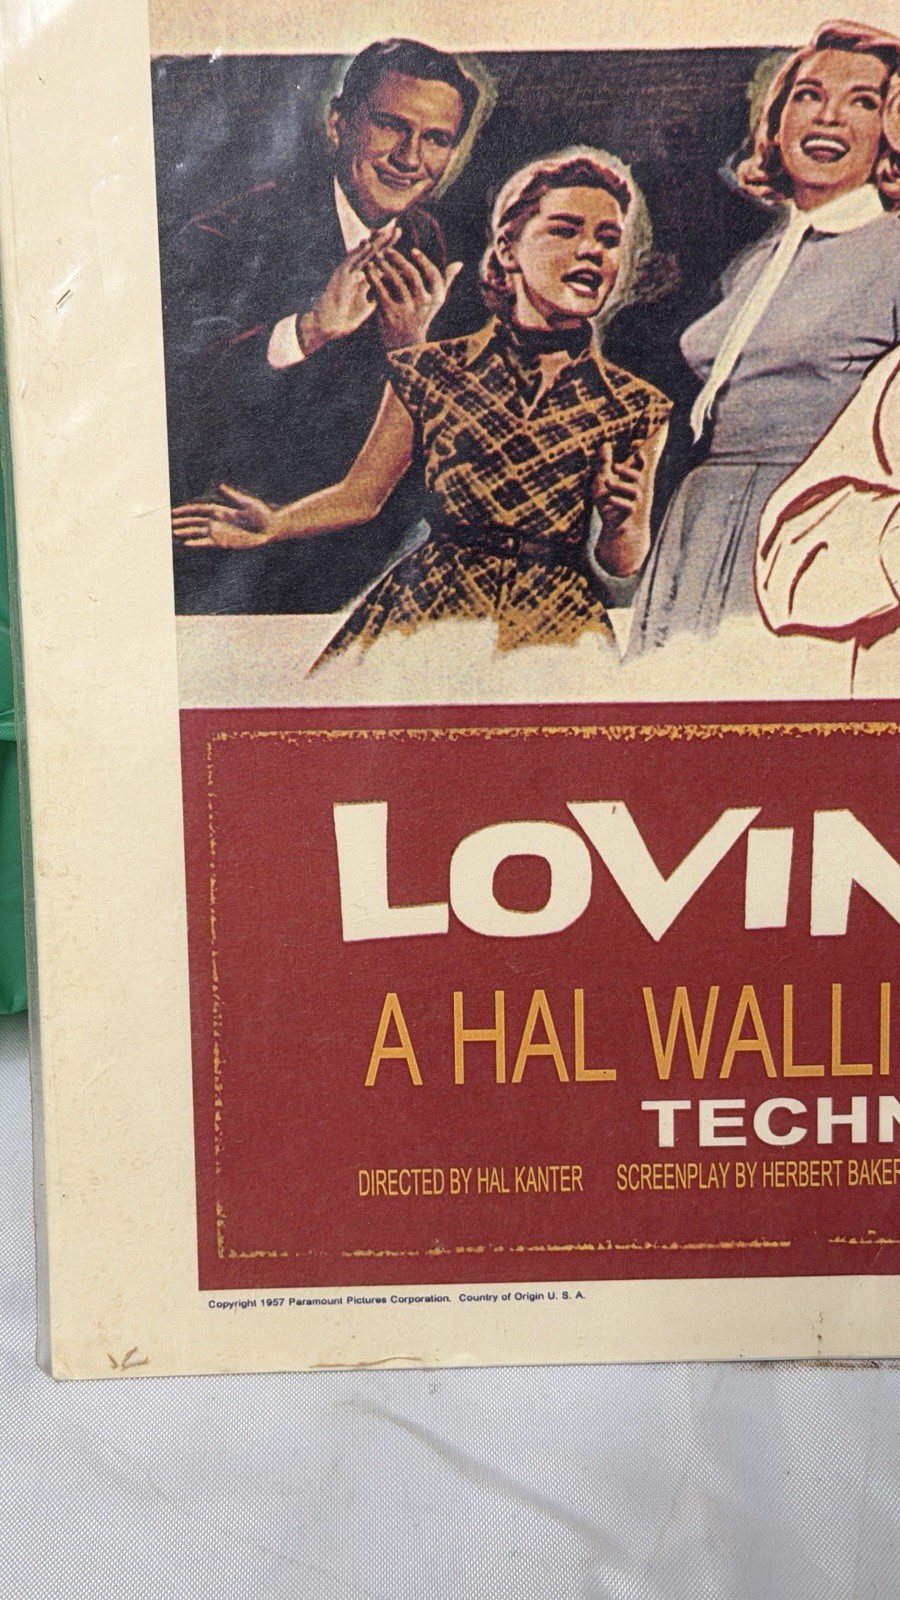 LOVIN
A HAL WALLI
TECHN
DIRECTED BY HAL KANTER SCREENPLAY BY HERBERT BAKER
Copyright 1957 Paramount Pictures Corporation. Country of Origin U. S. A.